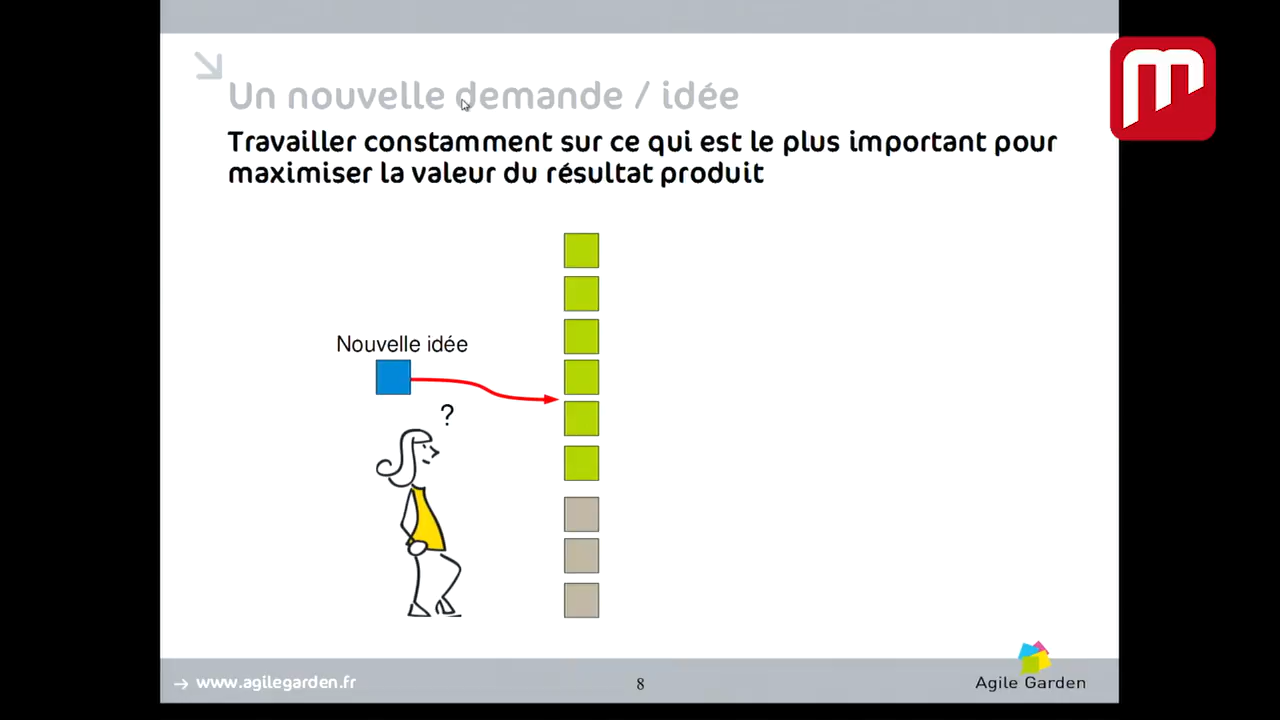 Un nouvelle demande / idée
Travailler constamment sur ce qui est le plus important pour
maximiser la valeur du résultat produit
Nouvelle idée
?
→ www.agilegarden.fr
8
Agile Garden
m